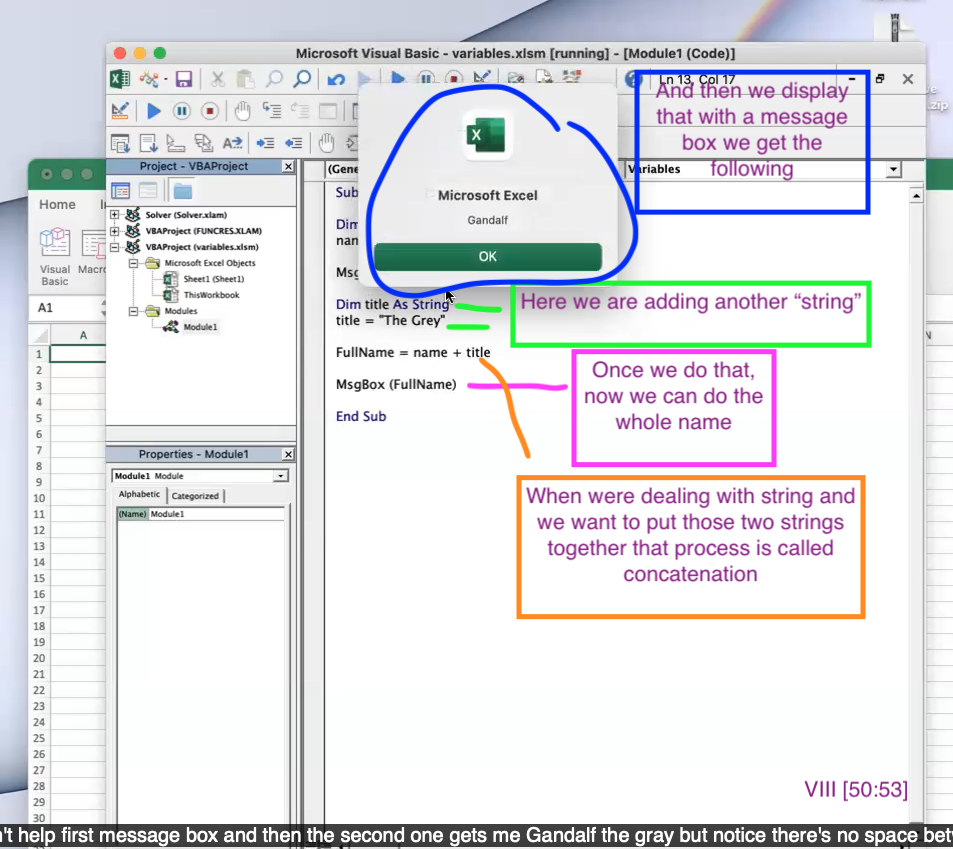 Microsoft Visual Basic - variables.xlsm [running] - [Module1 (Code)]
Ln 13, Col 17
And then we display
that with a message
box we get the
following
Project - VBAProject
(Gene
Variables
Home
Visual
Basic
Macro
Solver (Solver.xlam)
VBAProject (FUNCRES.XLAM)
VBAProject (variables.xlsm)
Microsoft Excel Objects
Sheet1 (Sheet1)
ThisWorkbook
Modules
Module1
Microsoft Excel
Gandalf
OK
Sub
Dim
nam
Msg
Dim title As String
title = "The Grey"
FullName = name + title
MsgBox (FullName)
End Sub
Here we are adding another “string”
Once we do that,
now we can do the
whole name
When were dealing with string and
we want to put those two strings
together that process is called
concatenation
A1
A
N
1
2
3
4
5
6
7
8
9
10
11
12
13
14
15
16
17
18
19
20
21
22
23
24
25
26
27
28
29
30
Properties - Module1
Module1 Module
Alphabetic
Categorized
(Name) Module1
.zip
VIII [50:53]
't help first message box and then the second one gets me Gandalf the gray but notice there's no space bet